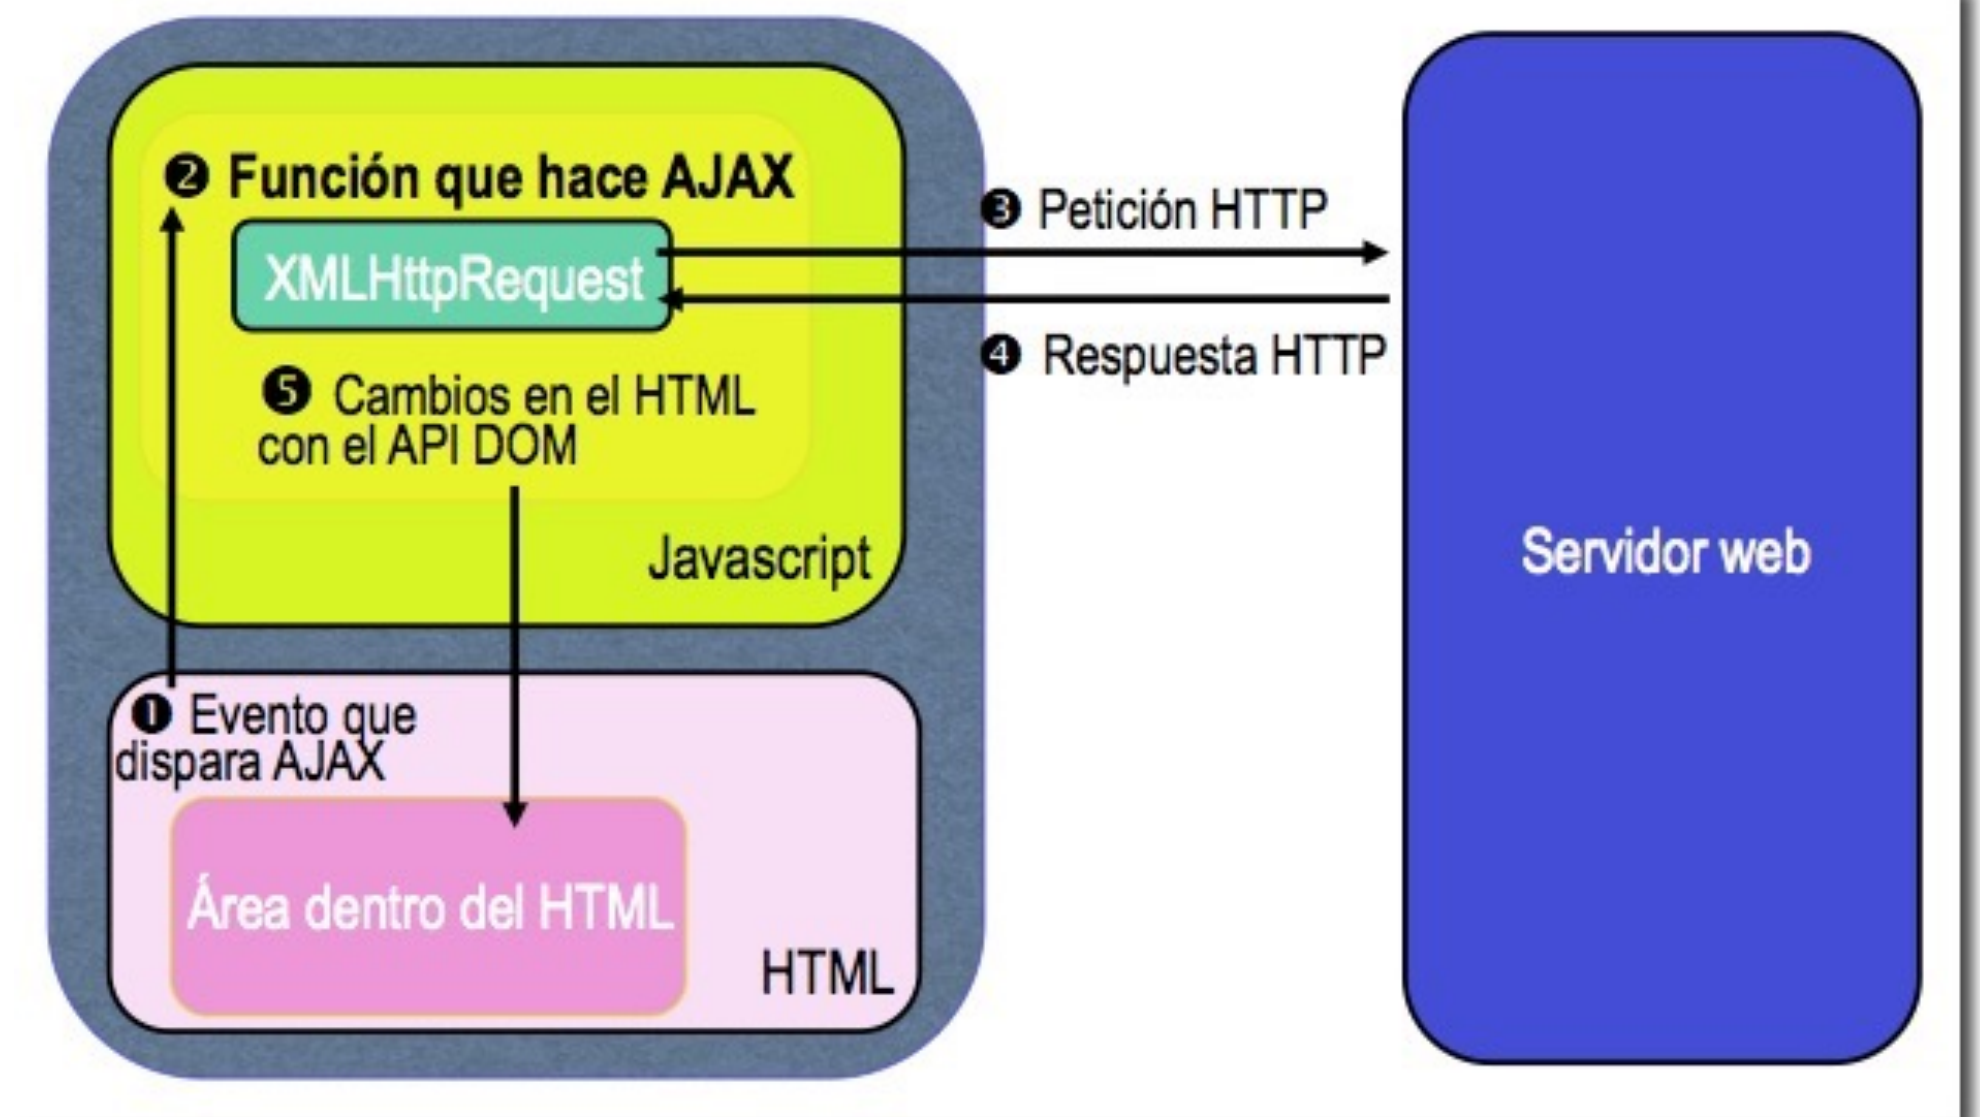 ❷ Función que hace AJAX
XMLHttpRequest
❸ Petición HTTP
❹ Respuesta HTTP
❺ Cambios en el HTML
con el API DOM
Javascript
Servidor web
❶ Evento que
dispara AJAX
Área dentro del HTML
HTML